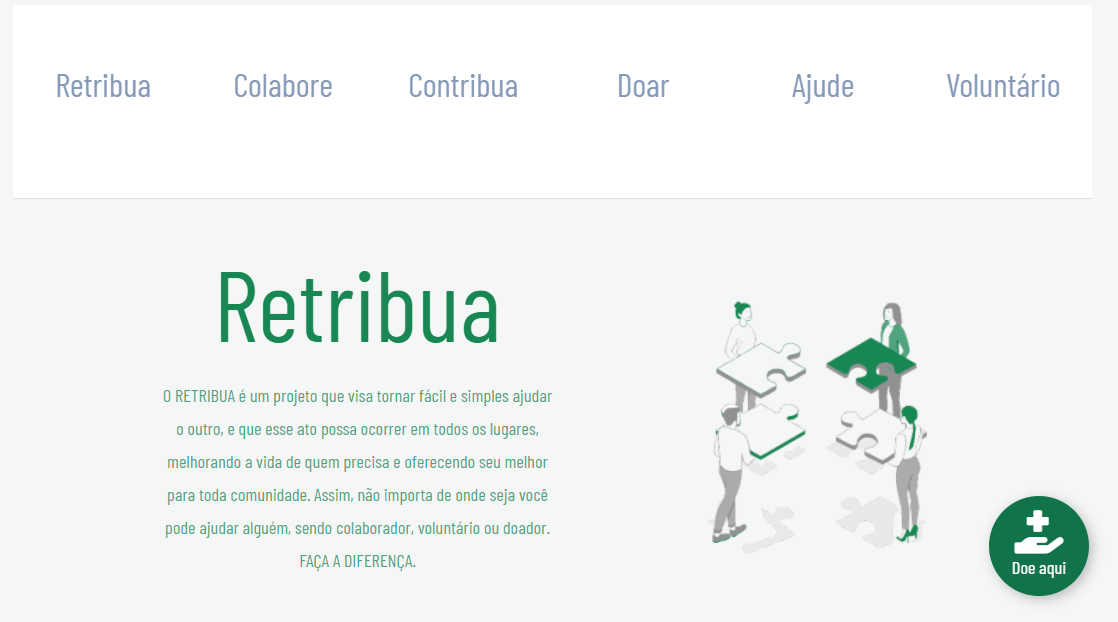 Retribua Colabore Contribua Doar Ajude Voluntário
Retribua
O RETRIBUA é um projeto que visa tornar fácil e simples ajudar
o outro, e que esse ato possa ocorrer em todos os lugares,
melhorando a vida de quem precisa e oferecendo seu melhor
para toda comunidade. Assim, não importa de onde seja você
pode ajudar alguém, sendo colaborador, voluntário ou doador.
FAÇA A DIFERENÇA.
Doe aqui